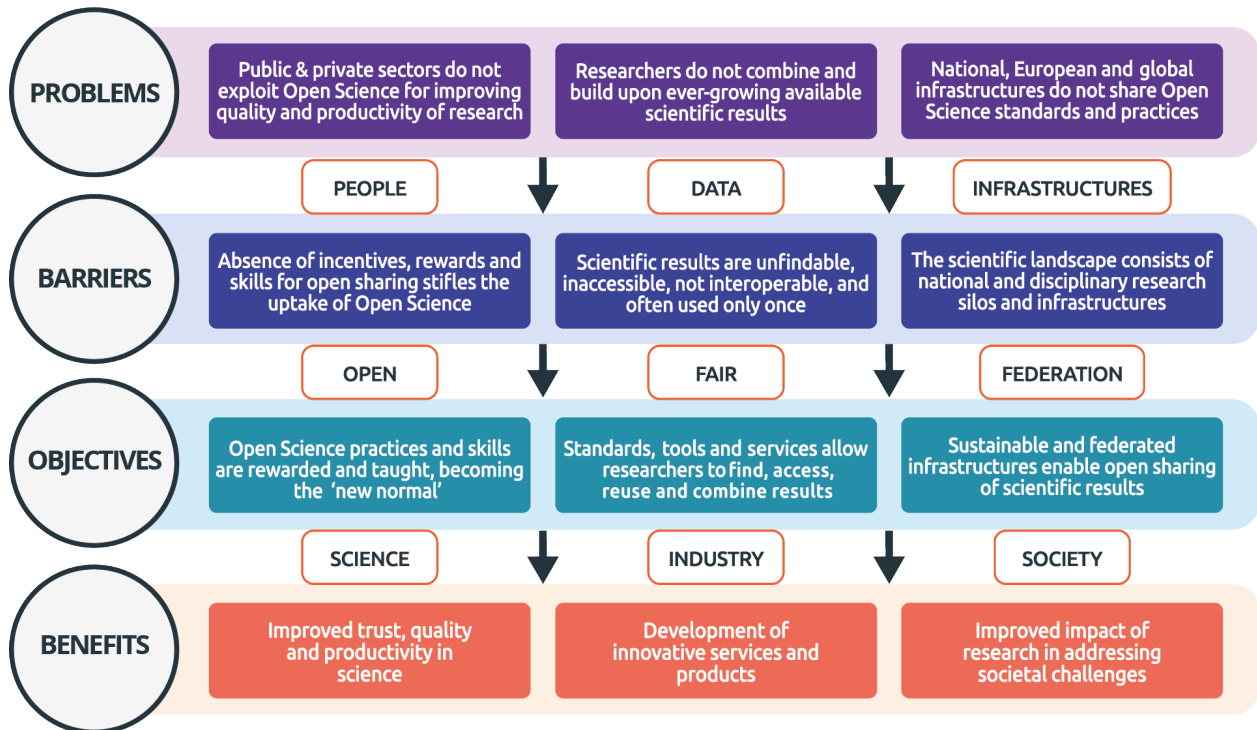 PROBLEMS
Public & private sectors do not
exploit Open Science for improving
quality and productivity of research
Researchers do not combine and
build upon ever-growing available
scientific results
National, European and global
infrastructures do not share Open
Science standards and practices
PEOPLE
DATA
INFRASTRUCTURES
BARRIERS
Absence of incentives, rewards and
skills for open sharing stifles the
uptake of Open Science
Scientific results are unfindable,
inaccessible, not interoperable, and
often used only once
The scientific landscape consists of
national and disciplinary research
silos and infrastructures
OPEN
FAIR
FEDERATION
OBJECTIVES
Open Science practices and skills
are rewarded and taught, becoming
the ‘new normal’
Standards, tools and services allow
researchers to find, access,
reuse and combine results
Sustainable and federated
infrastructures enable open sharing
of scientific results
SCIENCE
INDUSTRY
SOCIETY
BENEFITS
Improved trust, quality
and productivity in
science
Development of
innovative services and
products
Improved impact of
research in addressing
societal challenges